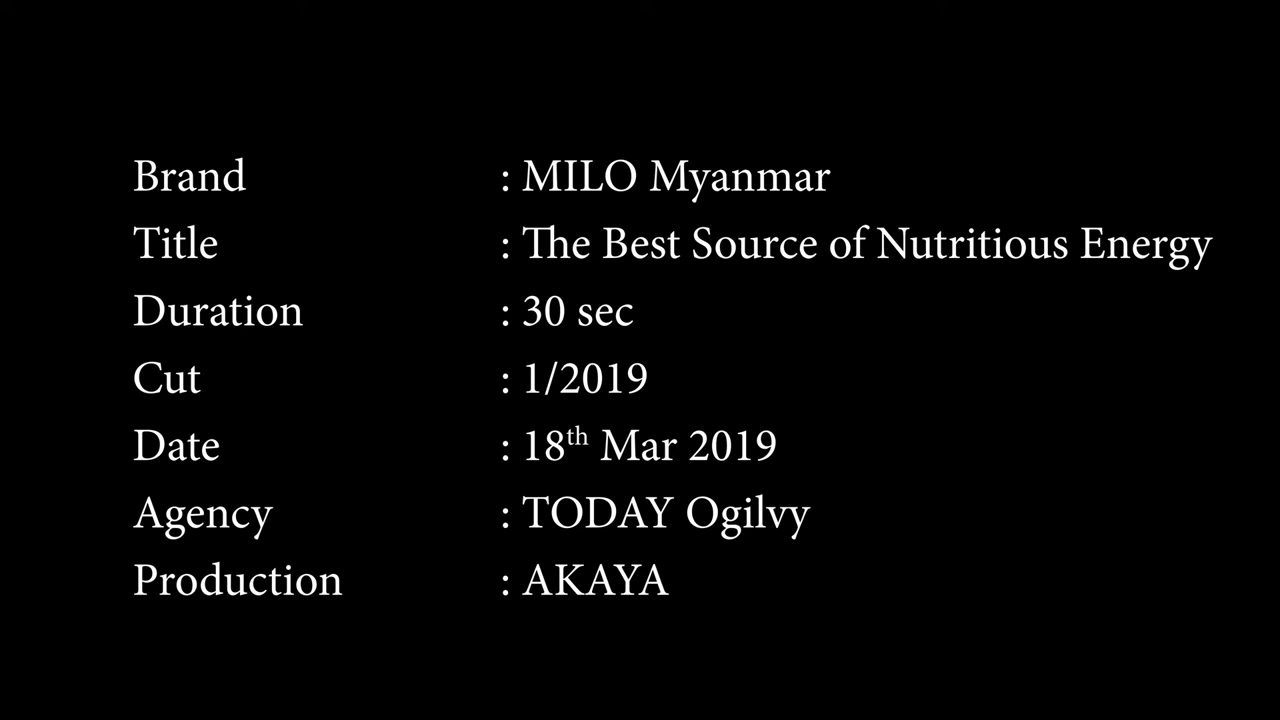 Brand : MILO Myanmar
Title : The Best Source of Nutritious Energy
Duration : 30 sec
Cut : 1/2019
Date : 18th Mar 2019
Agency : TODAY Ogilvy
Production : AKAYA